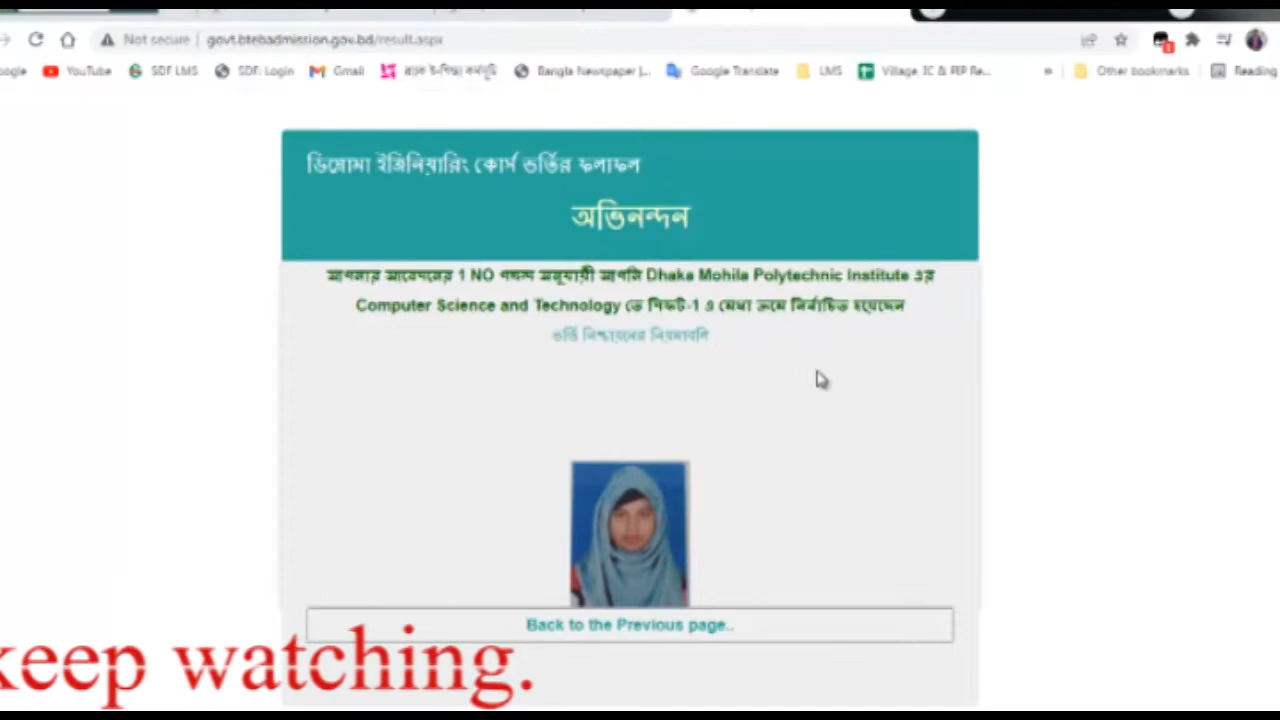 Not secure | govt.btebadmission.gov.bd/result.aspx
YouTube SDF LMS SDF: Login Gmail Bangla Newspaper |... Google Translate LMS Village, IC & PIP Re... » Other bookmarks Reading
ডিপ্লোমা ইঞ্জিনিয়ারিং কোর্স ভর্তির ফলাফল
অভিনন্দন
আপনার আবেদনের 1 NO পছন্দ অনুযায়ী আপনি Dhaka Mohila Polytechnic Institute এর
Computer Science and Technology তে শিফট-1 এ মেধা ক্রমে নির্বাচিত হয়েছেন
ভর্তি নিশ্চায়নের নিয়মাবলি
Back to the Previous page..
keep watching.